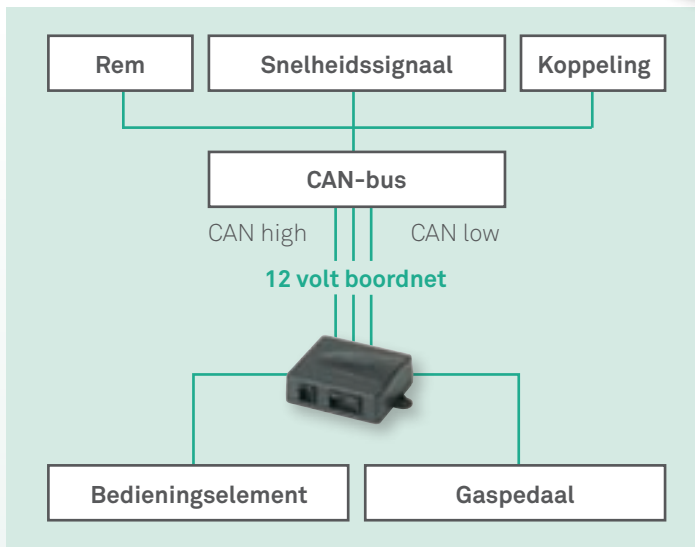 Rem
Snelheidssignaal
Koppeling
CAN-bus
CAN high
CAN low
12 volt boordnet
Bedieningselement
Gaspedaal